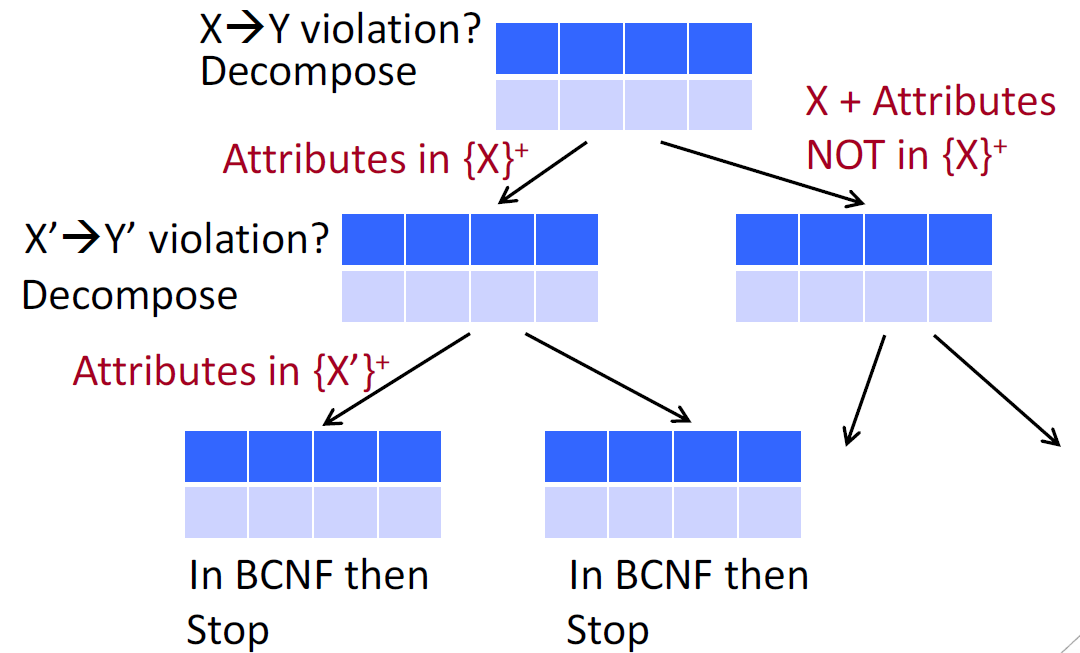 X→Y violation?
Decompose
X + Attributes
NOT in {X}⁺
Attributes in {X}⁺
X’→Y’ violation?
Decompose
Attributes in {X’}⁺
In BCNF then
Stop
In BCNF then
Stop